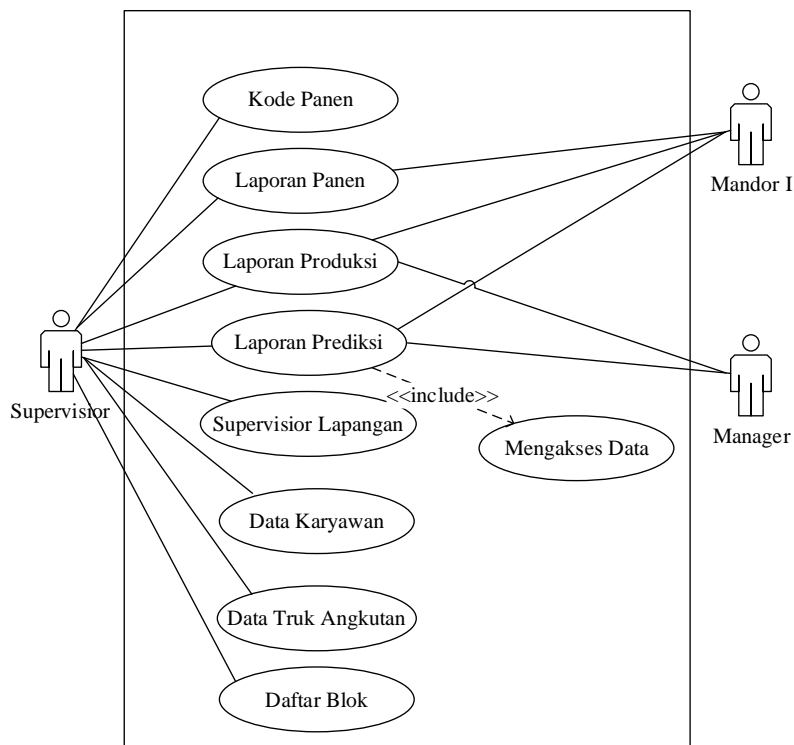 Kode Panen
Laporan Panen
Mandor I
Laporan Produksi
Laporan Prediksi
<<include>>
Supervisior
Supervisior Lapangan
Manager
Mengakses Data
Data Karyawan
Data Truk Angkutan
Daftar Blok